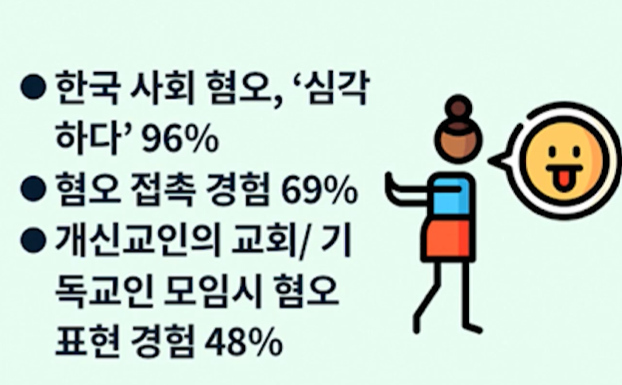 ● 한국 사회 혐오, ‘심각
하다’ 96%
● 혐오 접촉 경험 69%
● 개신교인의 교회/ 기
독교인 모임시 혐오
표현 경험 48%